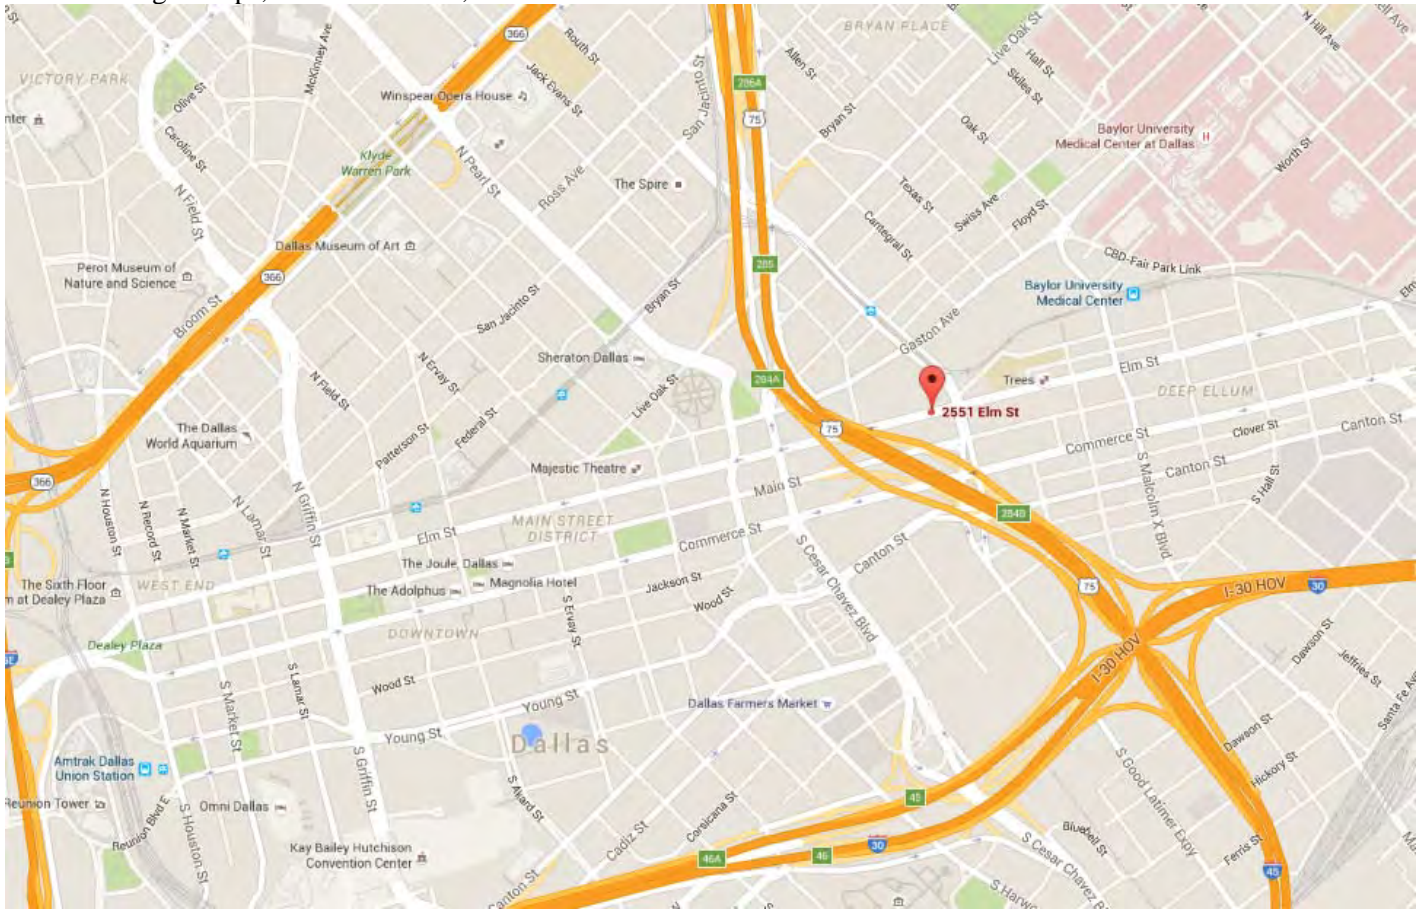 BRYAN PLACE
VICTORY PARK
McKinney Ave
366
Routh St
Jack Evans St
Winspear Opera House
Olive St
Caroline St
Klyde
Warren Park
N Field St
N Pearl St
Ross Ave
San Jacinto St
286A
75
Allen St
Bryan St
Live Oak St
Hall St
Skiles St
Oak St
N Hill Ave
Baylor University
Medical Center at Dallas
H
Worth St
The Spire
Texas St
Swiss Ave
Floyd St
Cantegral St
CBD-Fair Park Link
Dallas Museum of Art
Perot Museum of
Nature and Science
366
Broom St
San Jacinto St
Bryan St
285
Baylor University
Medical Center
Gaston Ave
N Ervay St
Sheraton Dallas
Live Oak St
284A
Trees
Elm St
DEEP ELLUM
2551 Elm St
N Field St
Patterson St
Federal St
The Dallas
World Aquarium
Majestic Theatre
75
Commerce St
Clover St
Canton St
Canton St
S Hall St
S Malcolm X Blvd
366
N Houston St
N Record St
N Market St
N Lamar St
N Griffin St
Elm St
Main St
MAIN STREET
DISTRICT
Commerce St
284B
S Cesar Chavez Blvd
Canton St
The Sixth Floor
m at Dealey Plaza
WEST END
The Joule, Dallas
The Adolphus
Magnolia Hotel
Jackson St
Wood St
S Ervay St
75
I-30 HOV
30
Dealey Plaza
DOWNTOWN
I-30 HOV
Dawson St
Jeffries St
Santa Fe Ave
S Lamar St
S Market St
Wood St
Young St
Young St
Dallas Farmers Market
Dallas
Dawson St
Hickory St
Amtrak Dallas
Union Station
S Griffin St
S Akard St
S Good Latimer Expy
Reunion Tower
Omni Dallas
Reunion Blvd E
S Houston St
Corsicana St
Cadiz St
45
Bluebell St
Ferris St
Kay Bailey Hutchison
Convention Center
46A
46
30
S Cesar Chavez Blvd
45
Canton St